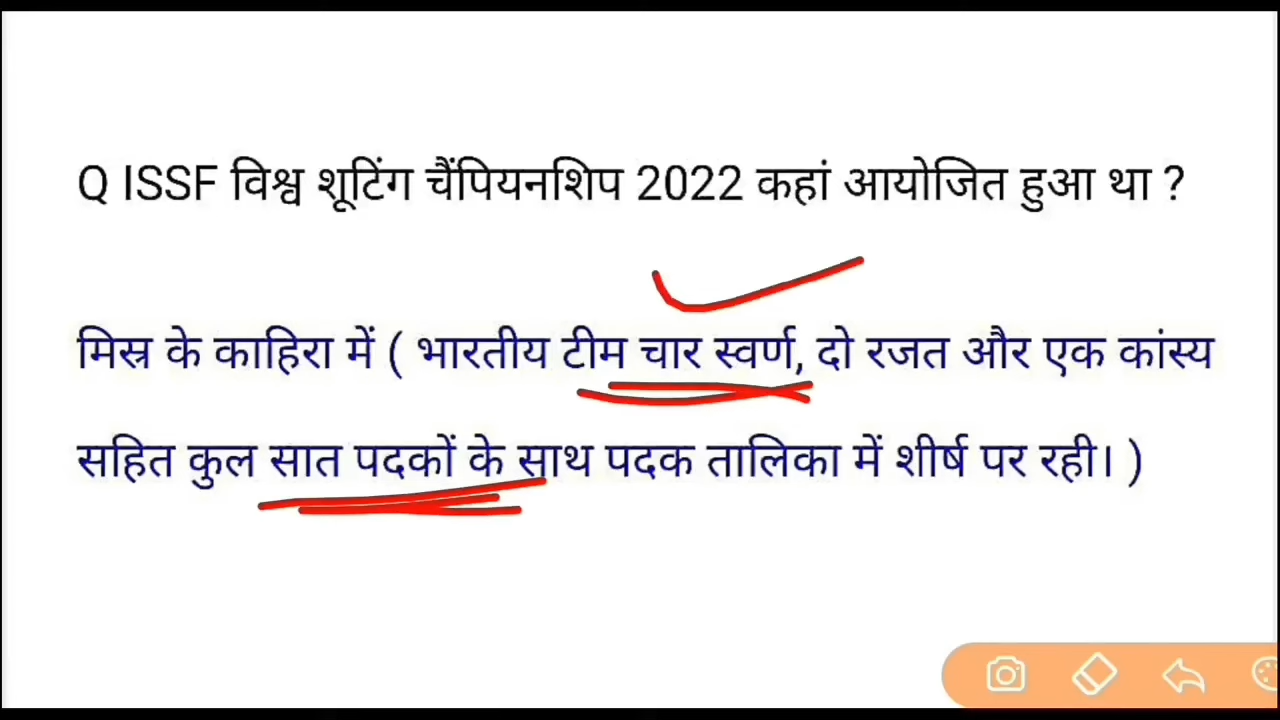 Q ISSF विश्व शूटिंग चैंपियनशिप 2022 कहां आयोजित हुआ था ?
मिस्र के काहिरा में ( भारतीय टीम चार स्वर्ण, दो रजत और एक कांस्य
सहित कुल सात पदकों के साथ पदक तालिका में शीर्ष पर रही। )